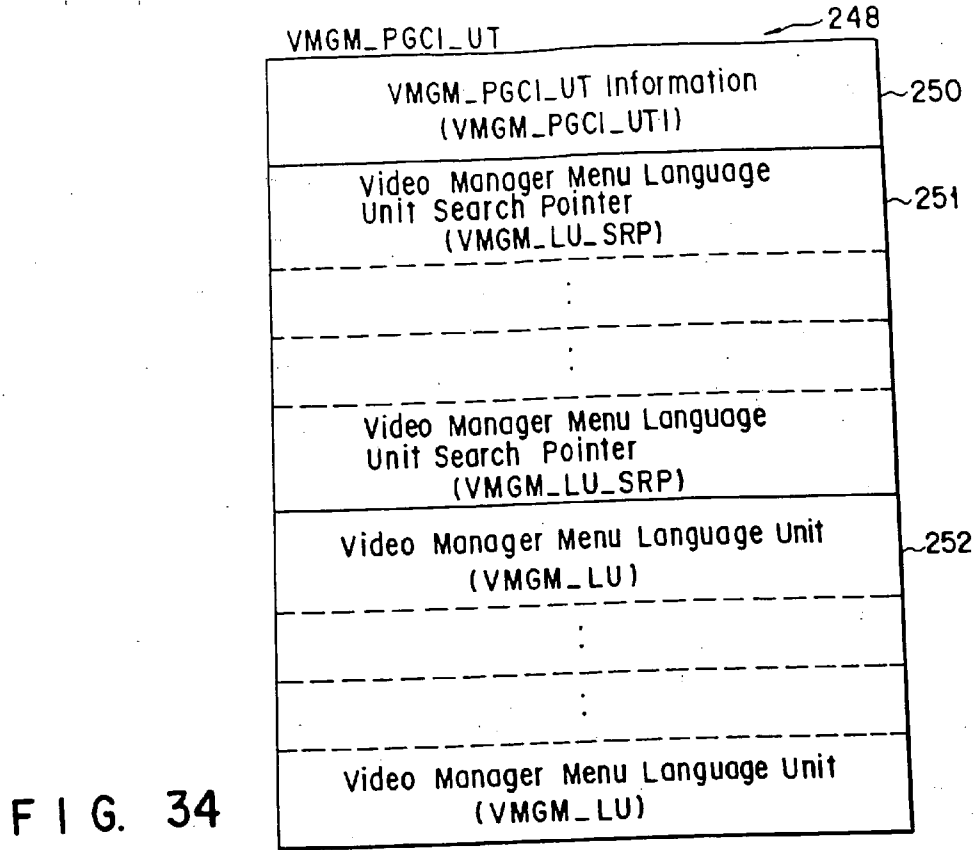 VMGM_PGCI_UT
248
VMGM_PGCI_UT Information
(VMGM_PGCI_UTI)
250
Video Manager Menu Language
Unit Search Pointer
(VMGM_LU_SRP)
251
Video Manager Menu Language
Unit Search Pointer
(VMGM_LU_SRP)
Video Manager Menu Language Unit
(VMGM_LU)
252
Video Manager Menu Language Unit
(VMGM_LU)
FIG. 34